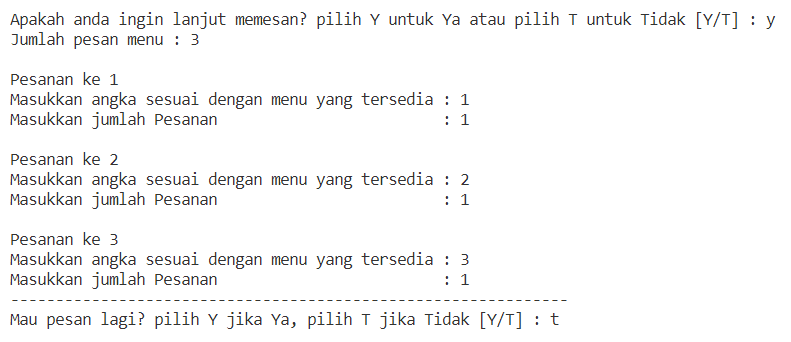 Apakah anda ingin lanjut memesan? pilih Y untuk Ya atau pilih T untuk Tidak [Y/T] : y
Jumlah pesan menu : 3
Pesanan ke 1
Masukkan angka sesuai dengan menu yang tersedia : 1
Masukkan jumlah Pesanan : 1
Pesanan ke 2
Masukkan angka sesuai dengan menu yang tersedia : 2
Masukkan jumlah Pesanan : 1
Pesanan ke 3
Masukkan angka sesuai dengan menu yang tersedia : 3
Masukkan jumlah Pesanan : 1
--------------------------------------------------------------
Mau pesan lagi? pilih Y jika Ya, pilih T jika Tidak [Y/T] : t